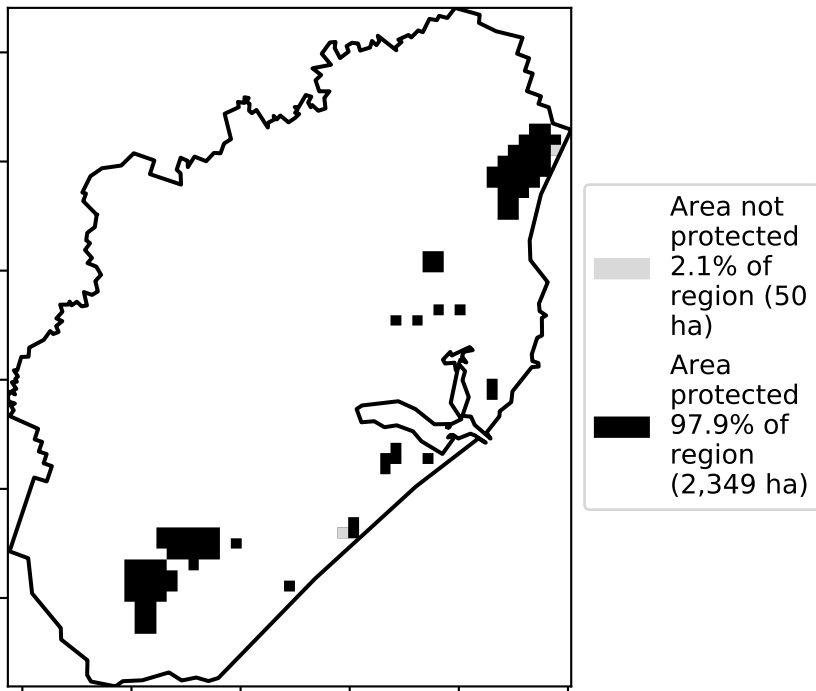 Area not
protected
2.1% of
region (50
ha)
Area
protected
97.9% of
region
(2,349 ha)